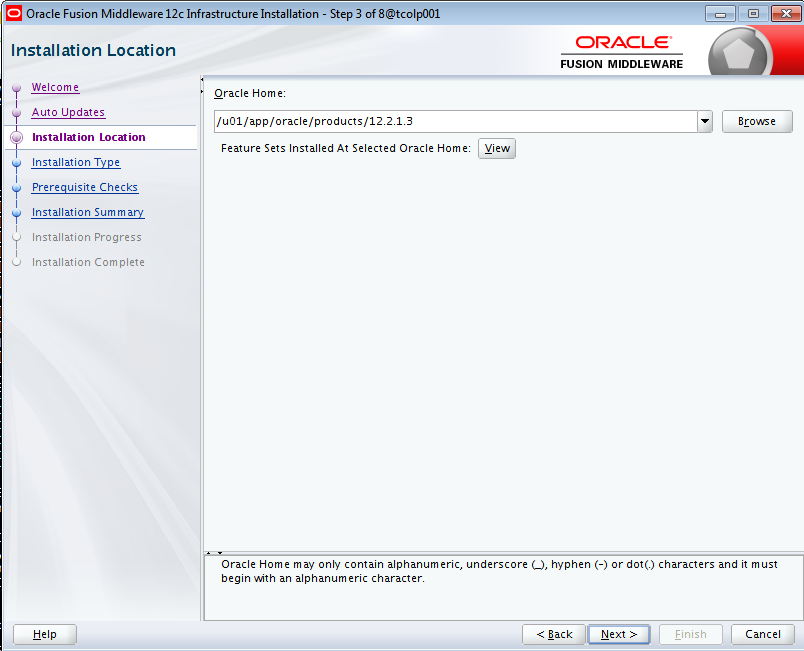 Oracle Fusion Middleware 12c Infrastructure Installation - Step 3 of 8@tcolp001
Installation Location
ORACLE
FUSION MIDDLEWARE
Welcome
Auto Updates
Installation Location
Installation Type
Prerequisite Checks
Installation Summary
Installation Progress
Installation Complete
Oracle Home:
/u01/app/oracle/products/12.2.1.3
Browse
Feature Sets Installed At Selected Oracle Home:
View
Oracle Home may only contain alphanumeric, underscore (_), hyphen (-) or dot(.) characters and it must
begin with an alphanumeric character.
Help
< Back
Next >
Finish
Cancel